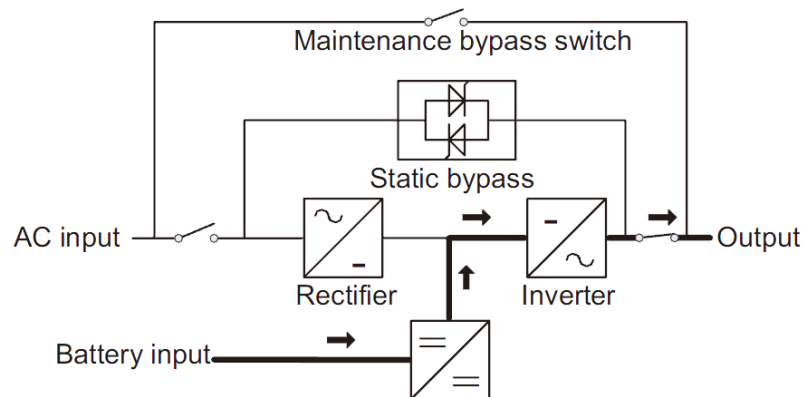 Maintenance bypass switch
Static bypass
AC input
Output
Rectifier
Inverter
Battery input